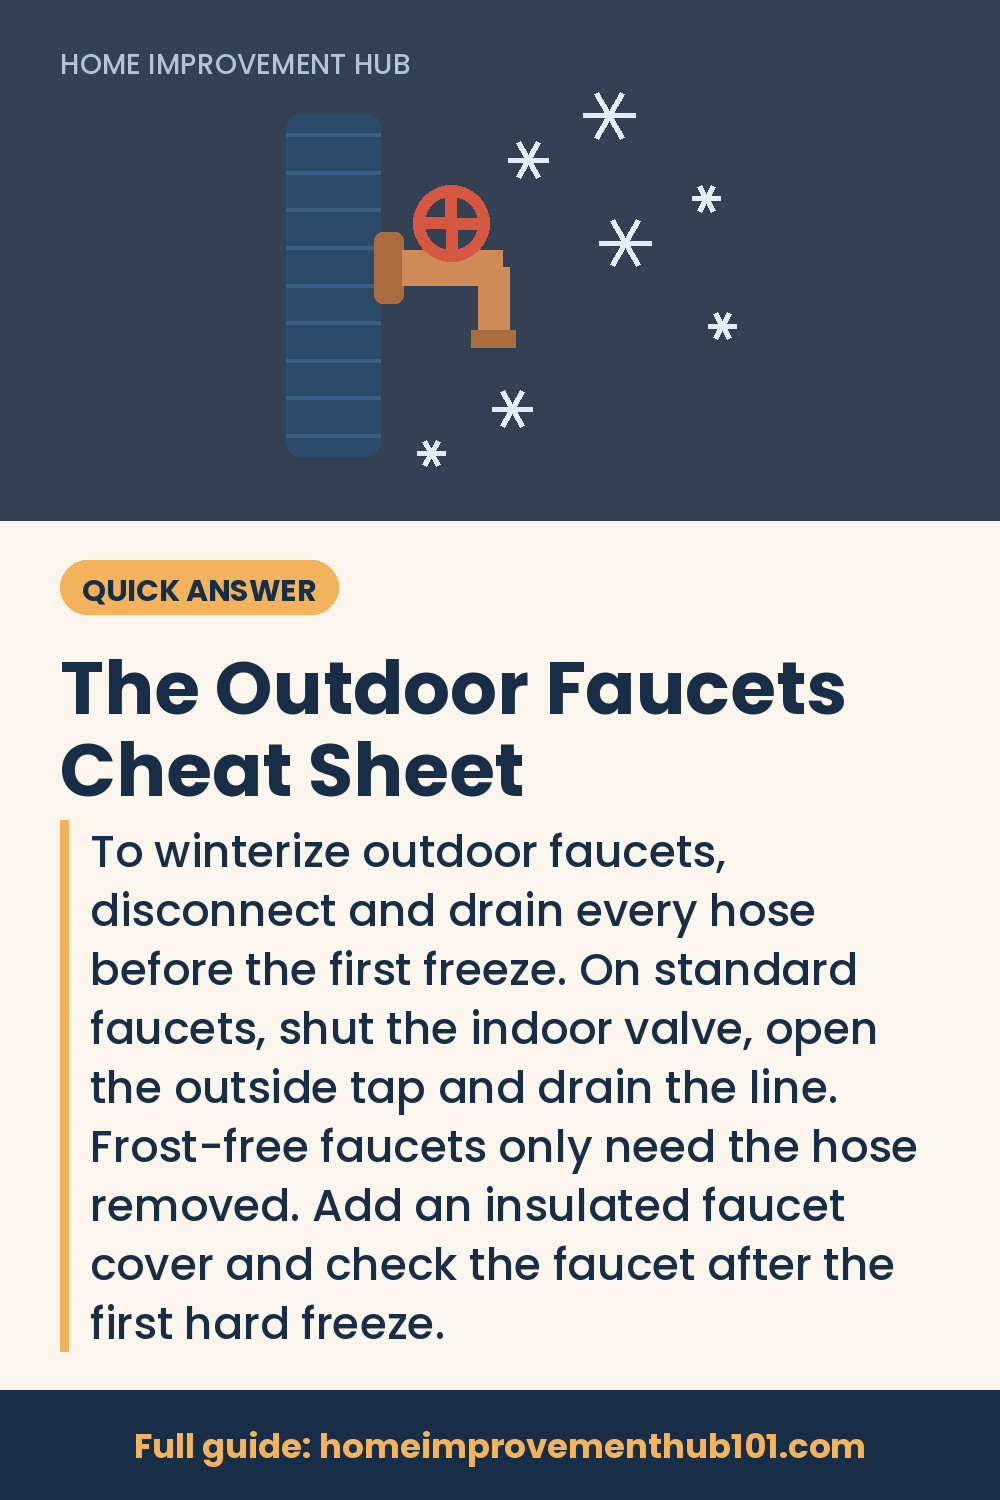 HOME IMPROVEMENT HUB
QUICK ANSWER
The Outdoor Faucets
Cheat Sheet
To winterize outdoor faucets,
disconnect and drain every hose
before the first freeze. On standard
faucets, shut the indoor valve, open
the outside tap and drain the line.
Frost-free faucets only need the hose
removed. Add an insulated faucet
cover and check the faucet after the
first hard freeze.
Full guide: homeimprovementhub101.com